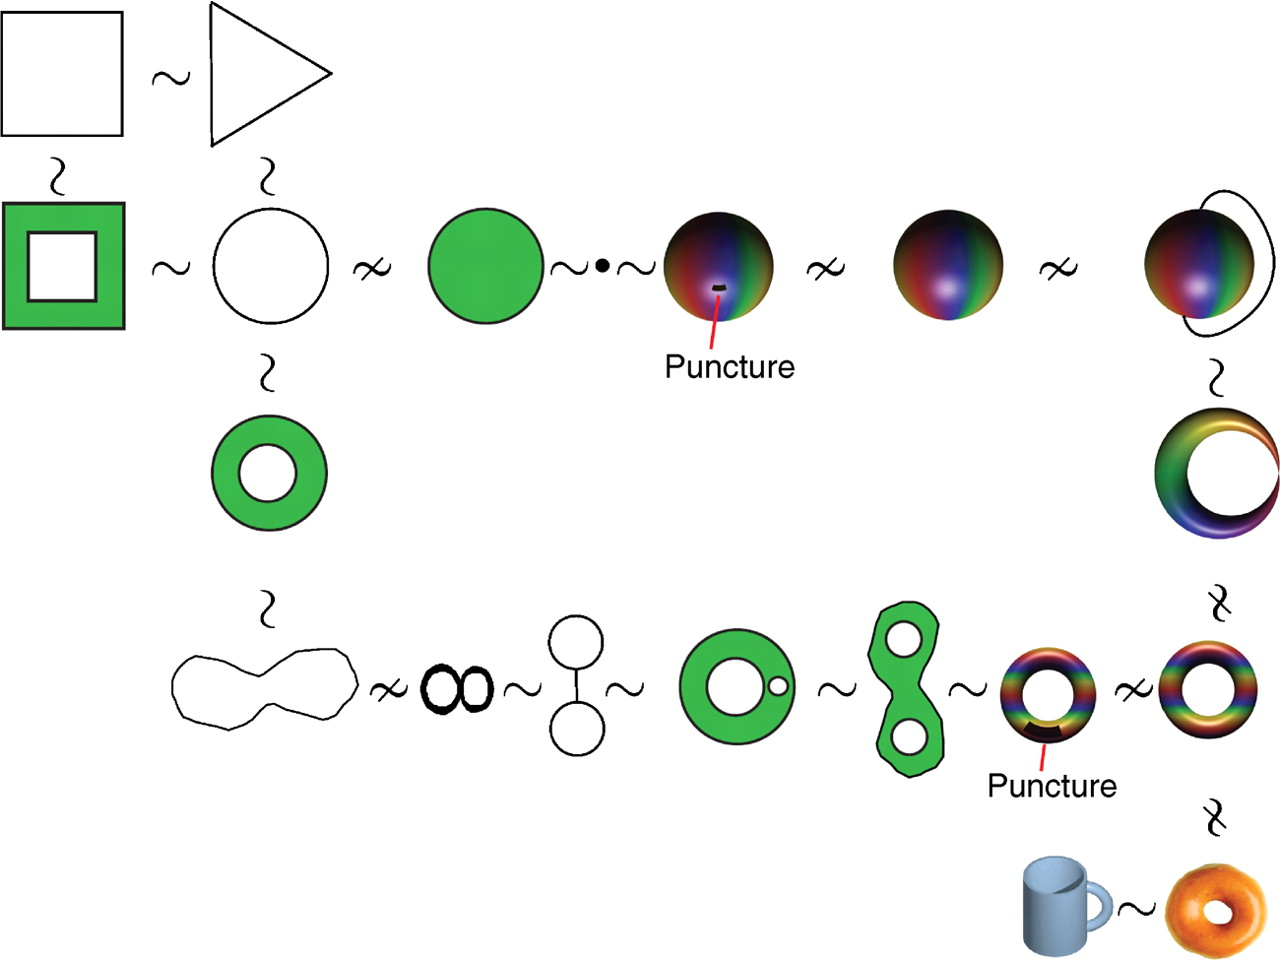 ~
≀ ≀
~ ≁ ~ ~ ≁ ≁
Puncture
≀ ≀
≀ ≁
≁ ~ ~ ~ ~ ≁
Puncture
≁
~